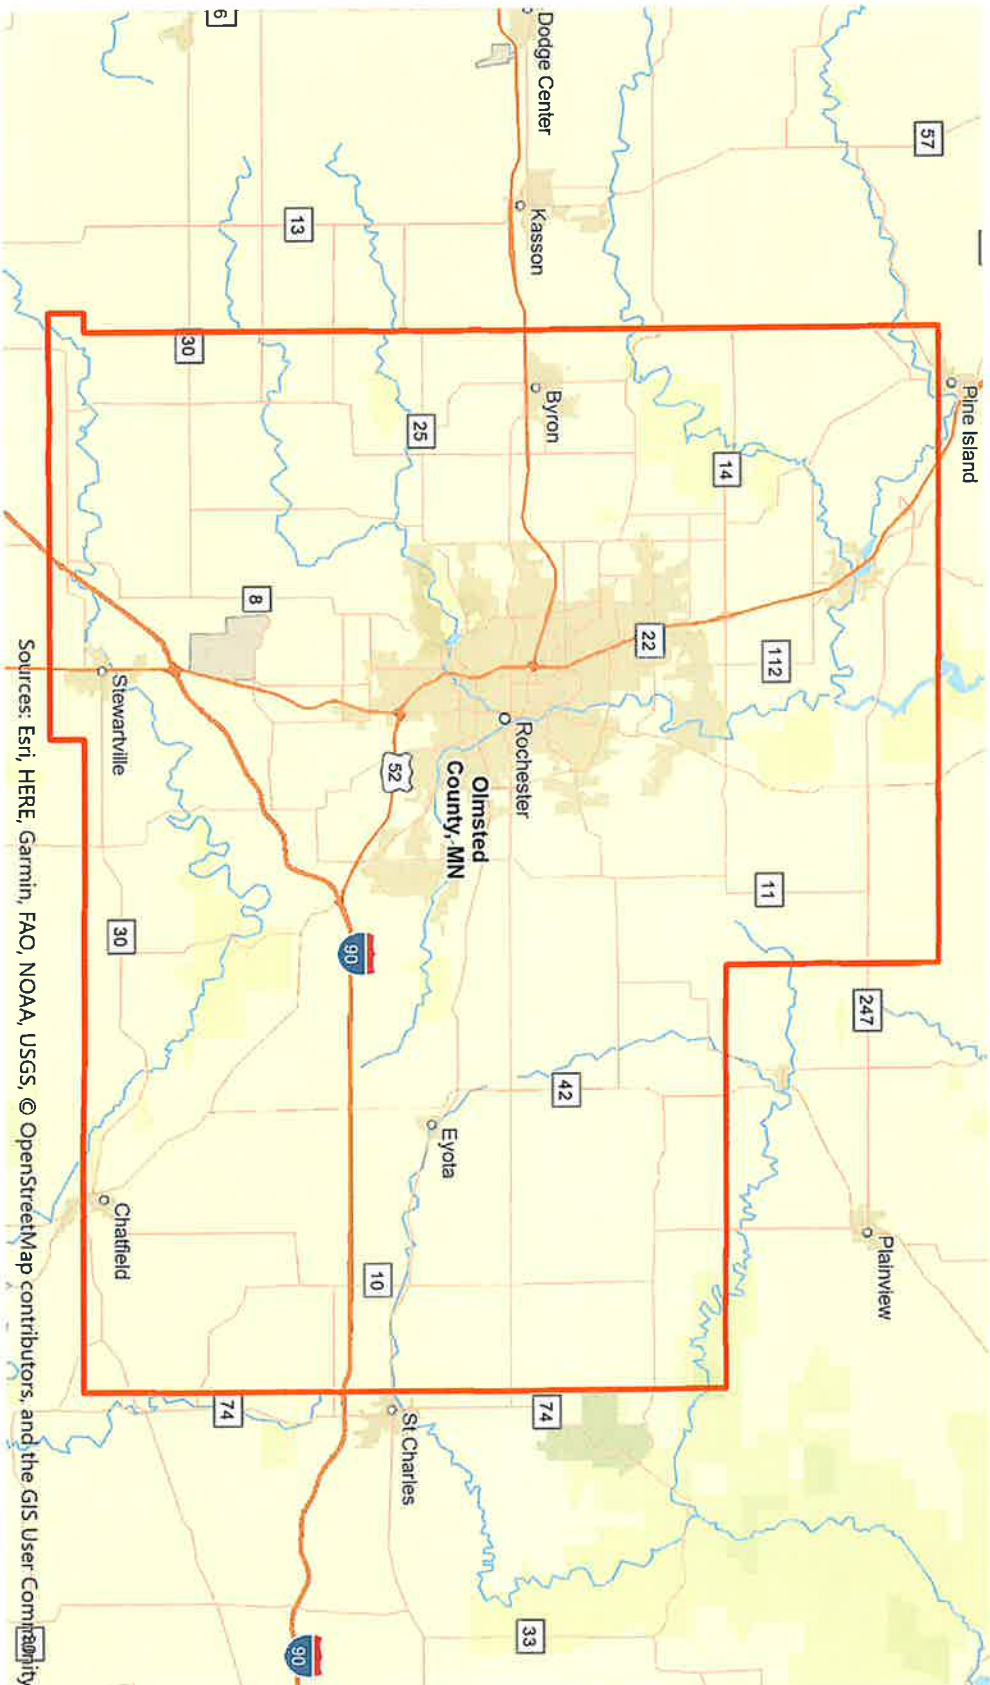 57
Pine Island
14
112
11
247
Plainview
22
Dodge Center
Kasson
Byron
Rochester
Olmsted
County, MN
42
74
33
25
52
Eyota
10
St.Charles
13
90
90
8
74
6
30
Stewartville
30
Chatfield
Sources: Esri, HERE, Garmin, FAO, NOAA, USGS, © OpenStreetMap contributors, and the GIS User Community